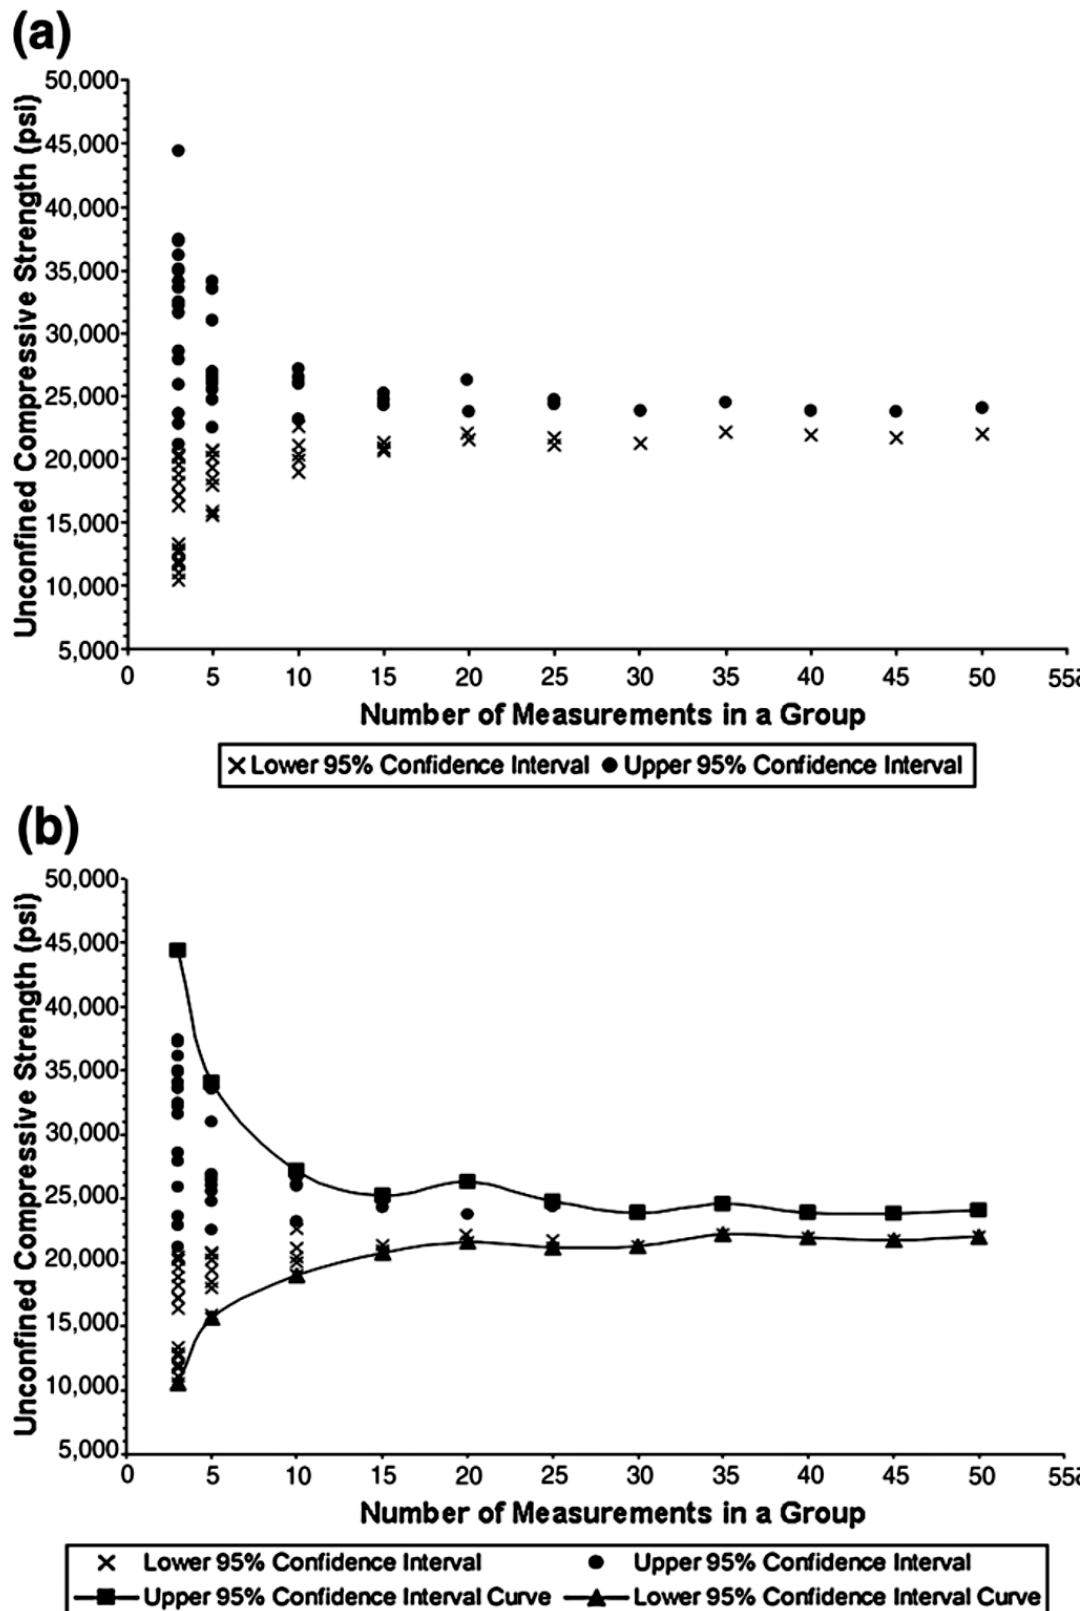 (a)
Unconfined Compressive Strength (psi)
50,000
45,000
40,000
35,000
30,000
25,000
20,000
15,000
10,000
5,000
0 5 10 15 20 25 30 35 40 45 50 55
Number of Measurements in a Group
Lower 95% Confidence Interval Upper 95% Confidence Interval
(b)
Unconfined Compressive Strength (psi)
50,000
45,000
40,000
35,000
30,000
25,000
20,000
15,000
10,000
5,000
0 5 10 15 20 25 30 35 40 45 50 55
Number of Measurements in a Group
Lower 95% Confidence Interval Upper 95% Confidence Interval
Upper 95% Confidence Interval Curve Lower 95% Confidence Interval Curve